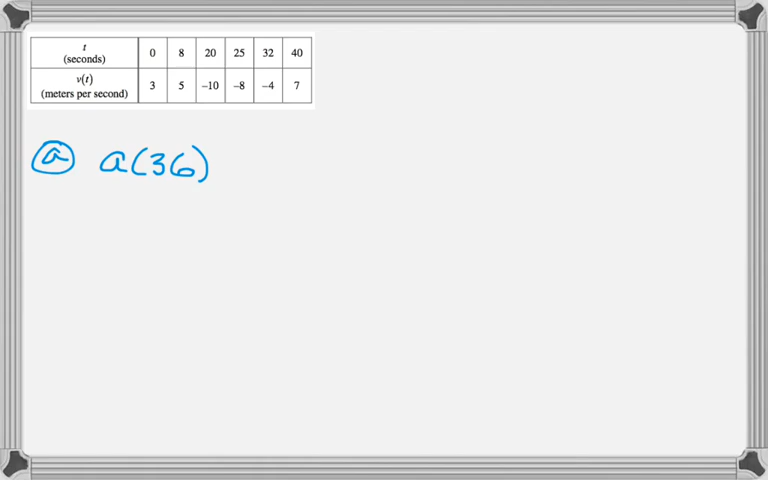 t
(seconds) 0 8 20 25 32 40
v(t)
(meters per second) 3 5 −10 −8 −4 7
ⓐ a(36)